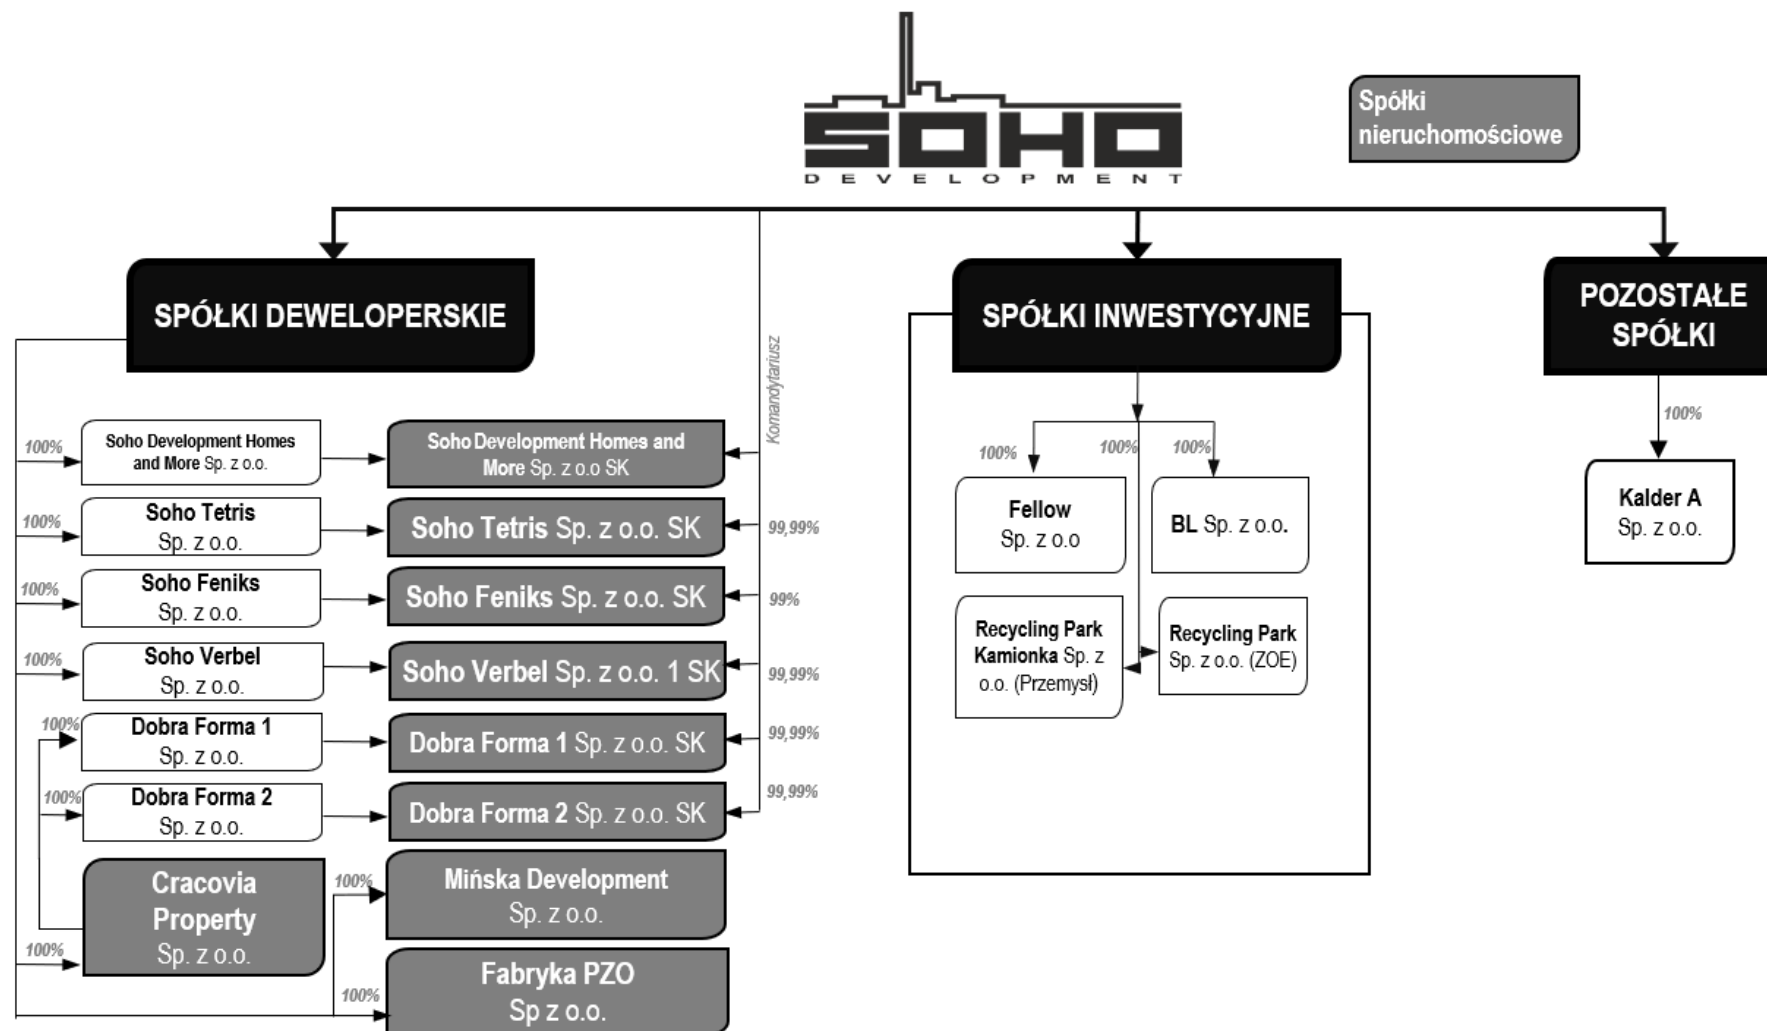 SOHO
DEVELOPMENT
Spółki
nieruchomościowe
SPÓŁKI DEWELOPERSKIE
Komandytariusz
SPÓŁKI INWESTYCYJNE
POZOSTAŁE
SPÓŁKI
100%
Soho Development Homes
and More Sp. z o.o.
Soho Development Homes and
More Sp. z o.o SK
100%
Soho Tetris
Sp. z o.o.
Soho Tetris Sp. z o.o. SK
99,99%
100%
Soho Feniks
Sp. z o.o.
Soho Feniks Sp. z o.o. SK
99%
100%
Soho Verbel
Sp. z o.o.
Soho Verbel Sp. z o.o. 1 SK
99,99%
100%
Dobra Forma 1
Sp. z o.o.
Dobra Forma 1 Sp. z o.o. SK
99,99%
100%
Dobra Forma 2
Sp. z o.o.
Dobra Forma 2 Sp. z o.o. SK
99,99%
100%
Cracovia
Property
Sp. z o.o.
100%
Mińska Development
Sp. z o.o.
100%
Fabryka PZO
Sp z o.o.
100%
100%
100%
Fellow
Sp. z o.o
BL Sp. z o.o.
Recycling Park
Kamionka Sp. z
o.o. (Przemysł)
Recycling Park
Sp. z o.o. (ZOE)
100%
Kalder A
Sp. z o.o.